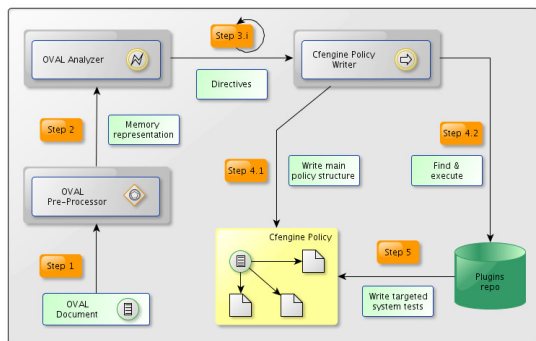 Step 3.i
OVAL Analyzer
Cfengine Policy
Writer
Directives
Step 2
Memory
representation
Step 4.2
Step 4.1
Write main
policy structure
Find &
execute
OVAL
Pre-Processor
Cfengine Policy
Step 1
Step 5
Plugins
repo
OVAL
Document
Write targeted
system tests